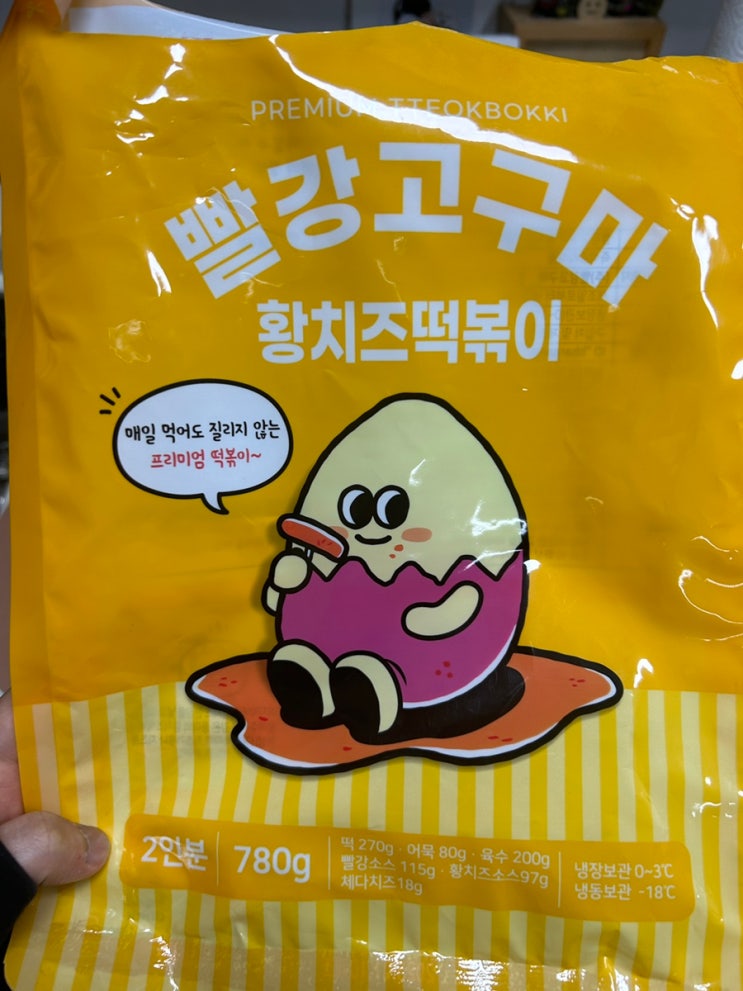 PREMIUM TTEOKBOKKI
빨강고구마
황치즈떡볶이
매일 먹어도 질리지 않는
프리미엄 떡볶이~
2인분
780g
떡 270g · 어묵 80g · 육수 200g
빨강소스 115g · 황치즈소스97g
체다치즈18g
냉장보관 0~3℃
냉동보관 -18℃